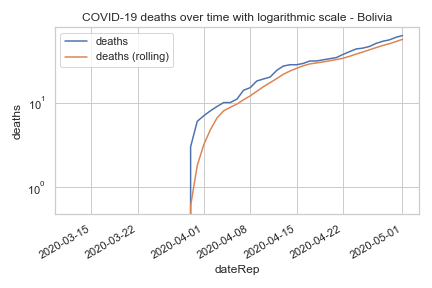 COVID-19 deaths over time with logarithmic scale - Bolivia
deaths
deaths (rolling)
deaths
10¹
10⁰
2020-03-15
2020-03-22
2020-04-01
2020-04-08
2020-04-15
2020-04-22
2020-05-01
dateRep